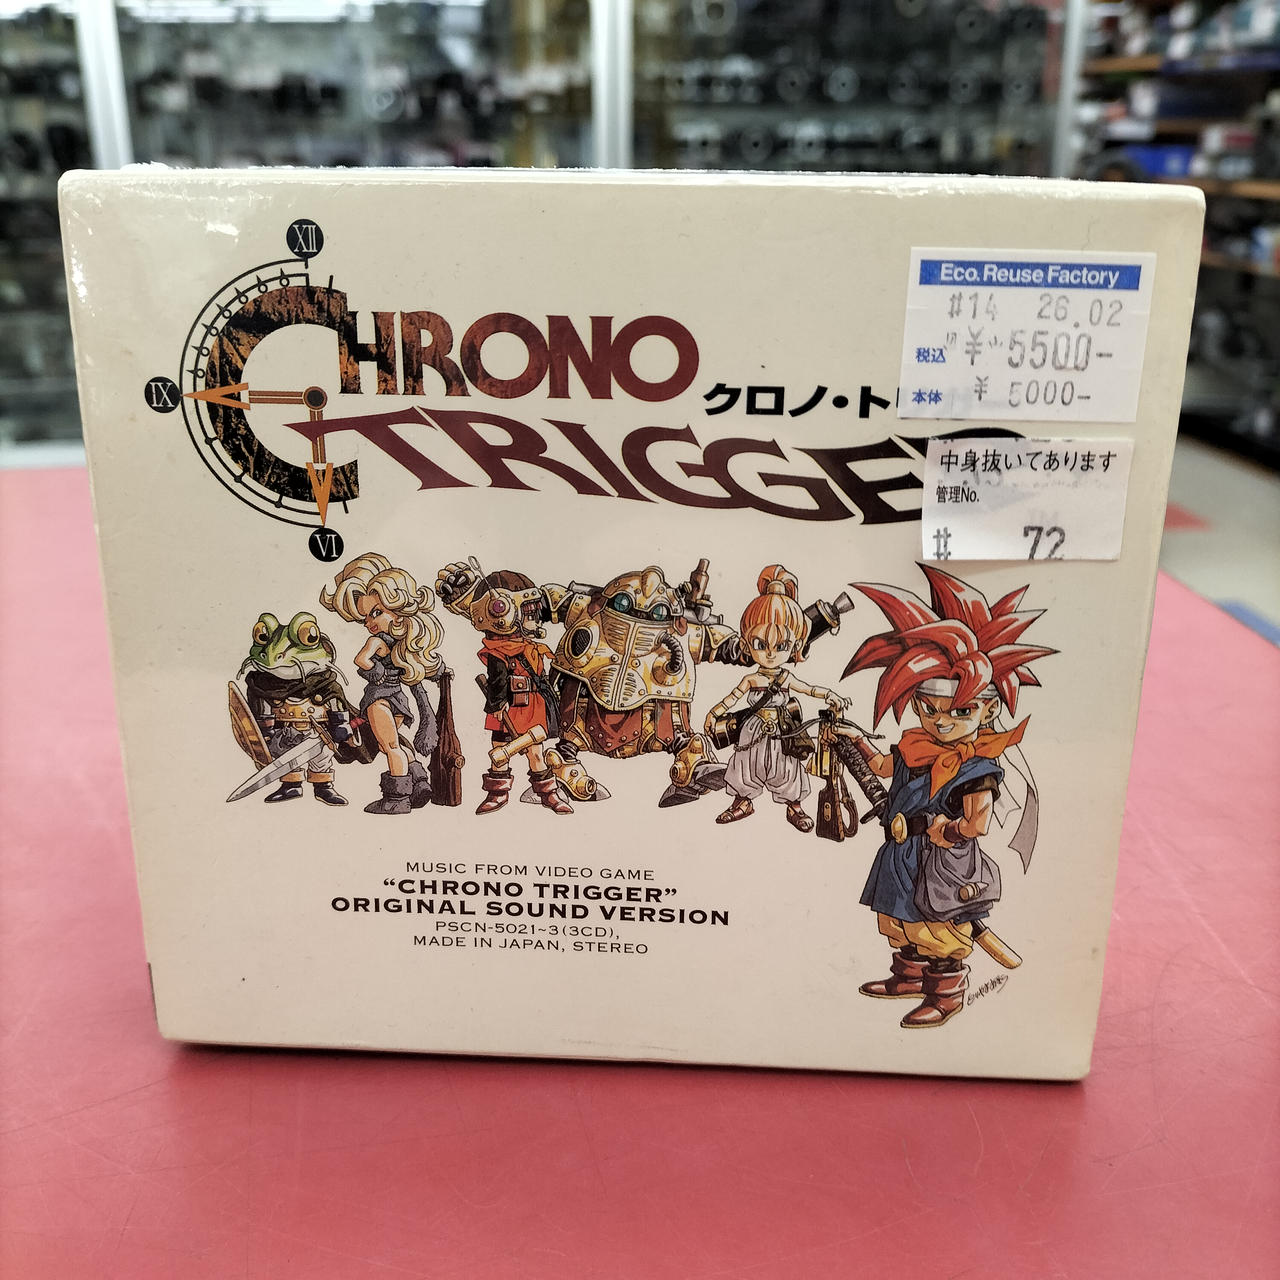 XII
IX
VI
CHRONO
TRIGGER
クロノ・ト
Eco. Reuse Factory
#14 26.02
税込 ¥ 5500-
本体 ¥ 5000-
中身抜いてあります
管理No.
# 72
MUSIC FROM VIDEO GAME
“CHRONO TRIGGER”
ORIGINAL SOUND VERSION
PSCN-5021~3(3CD),
MADE IN JAPAN, STEREO